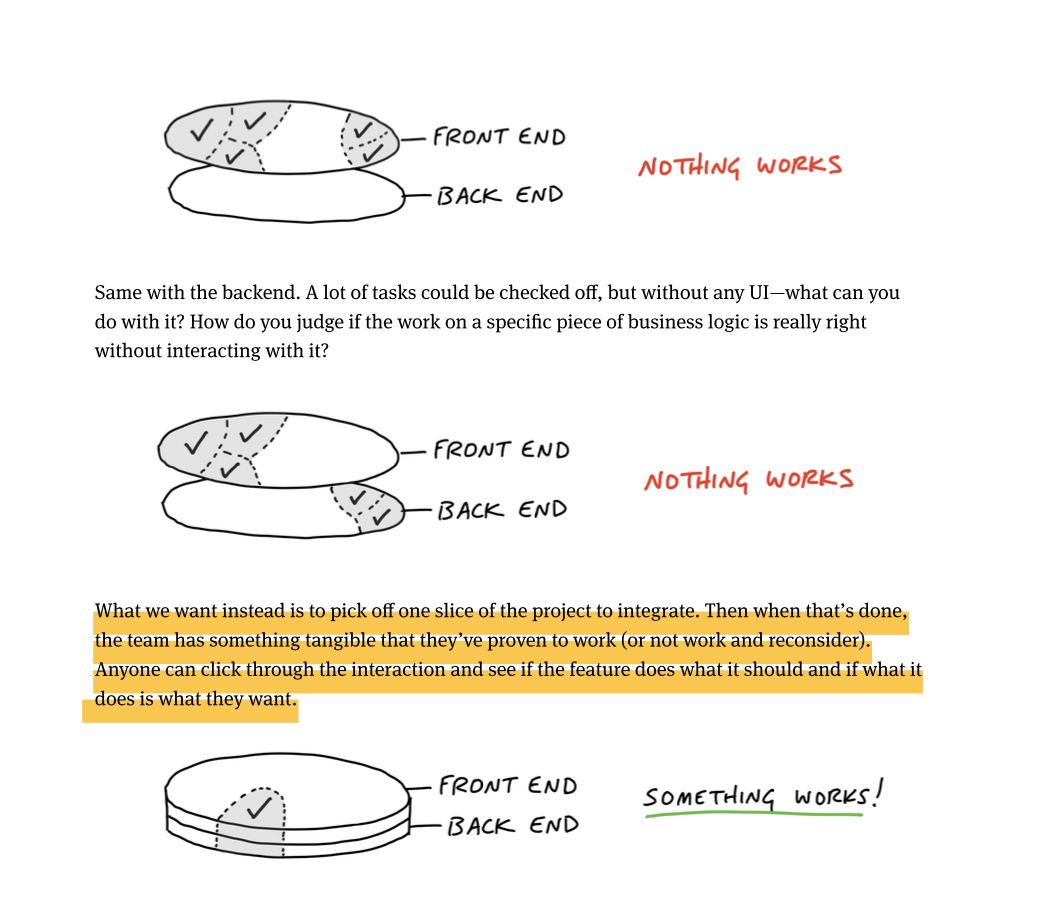 FRONT END
NOTHING WORKS
BACK END
Same with the backend. A lot of tasks could be checked off, but without any UI—what can you
do with it? How do you judge if the work on a specific piece of business logic is really right
without interacting with it?
FRONT END
NOTHING WORKS
BACK END
What we want instead is to pick off one slice of the project to integrate. Then when that’s done,
the team has something tangible that they’ve proven to work (or not work and reconsider).
Anyone can click through the interaction and see if the feature does what it should and if what it
does is what they want.
FRONT END
SOMETHING WORKS!
BACK END